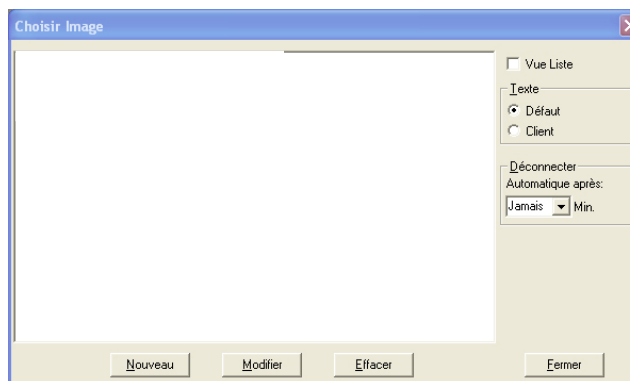 Choisir Image
Vue Liste
Texte
Défaut
Client
Déconnecter
Automatique après:
Jamais Min.
Nouveau Modifier Effacer Fermer